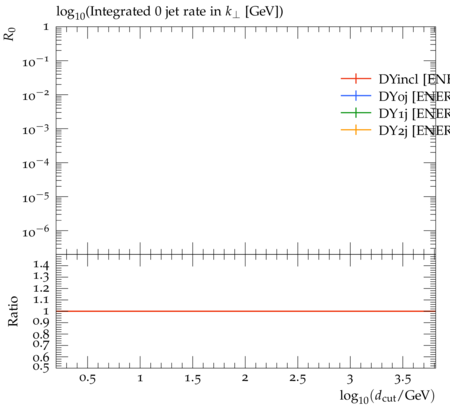 log₁₀(Integrated 0 jet rate in k⊥ [GeV])
R₀
1
10⁻¹
10⁻²
10⁻³
10⁻⁴
10⁻⁵
10⁻⁶
DYincl [ENER
DY0j [ENER
DY1j [ENER
DY2j [ENER
Ratio
1.4
1.3
1.2
1.1
1
0.9
0.8
0.7
0.6
0.5
0.5 1 1.5 2 2.5 3 3.5
log₁₀(d_cut/GeV)